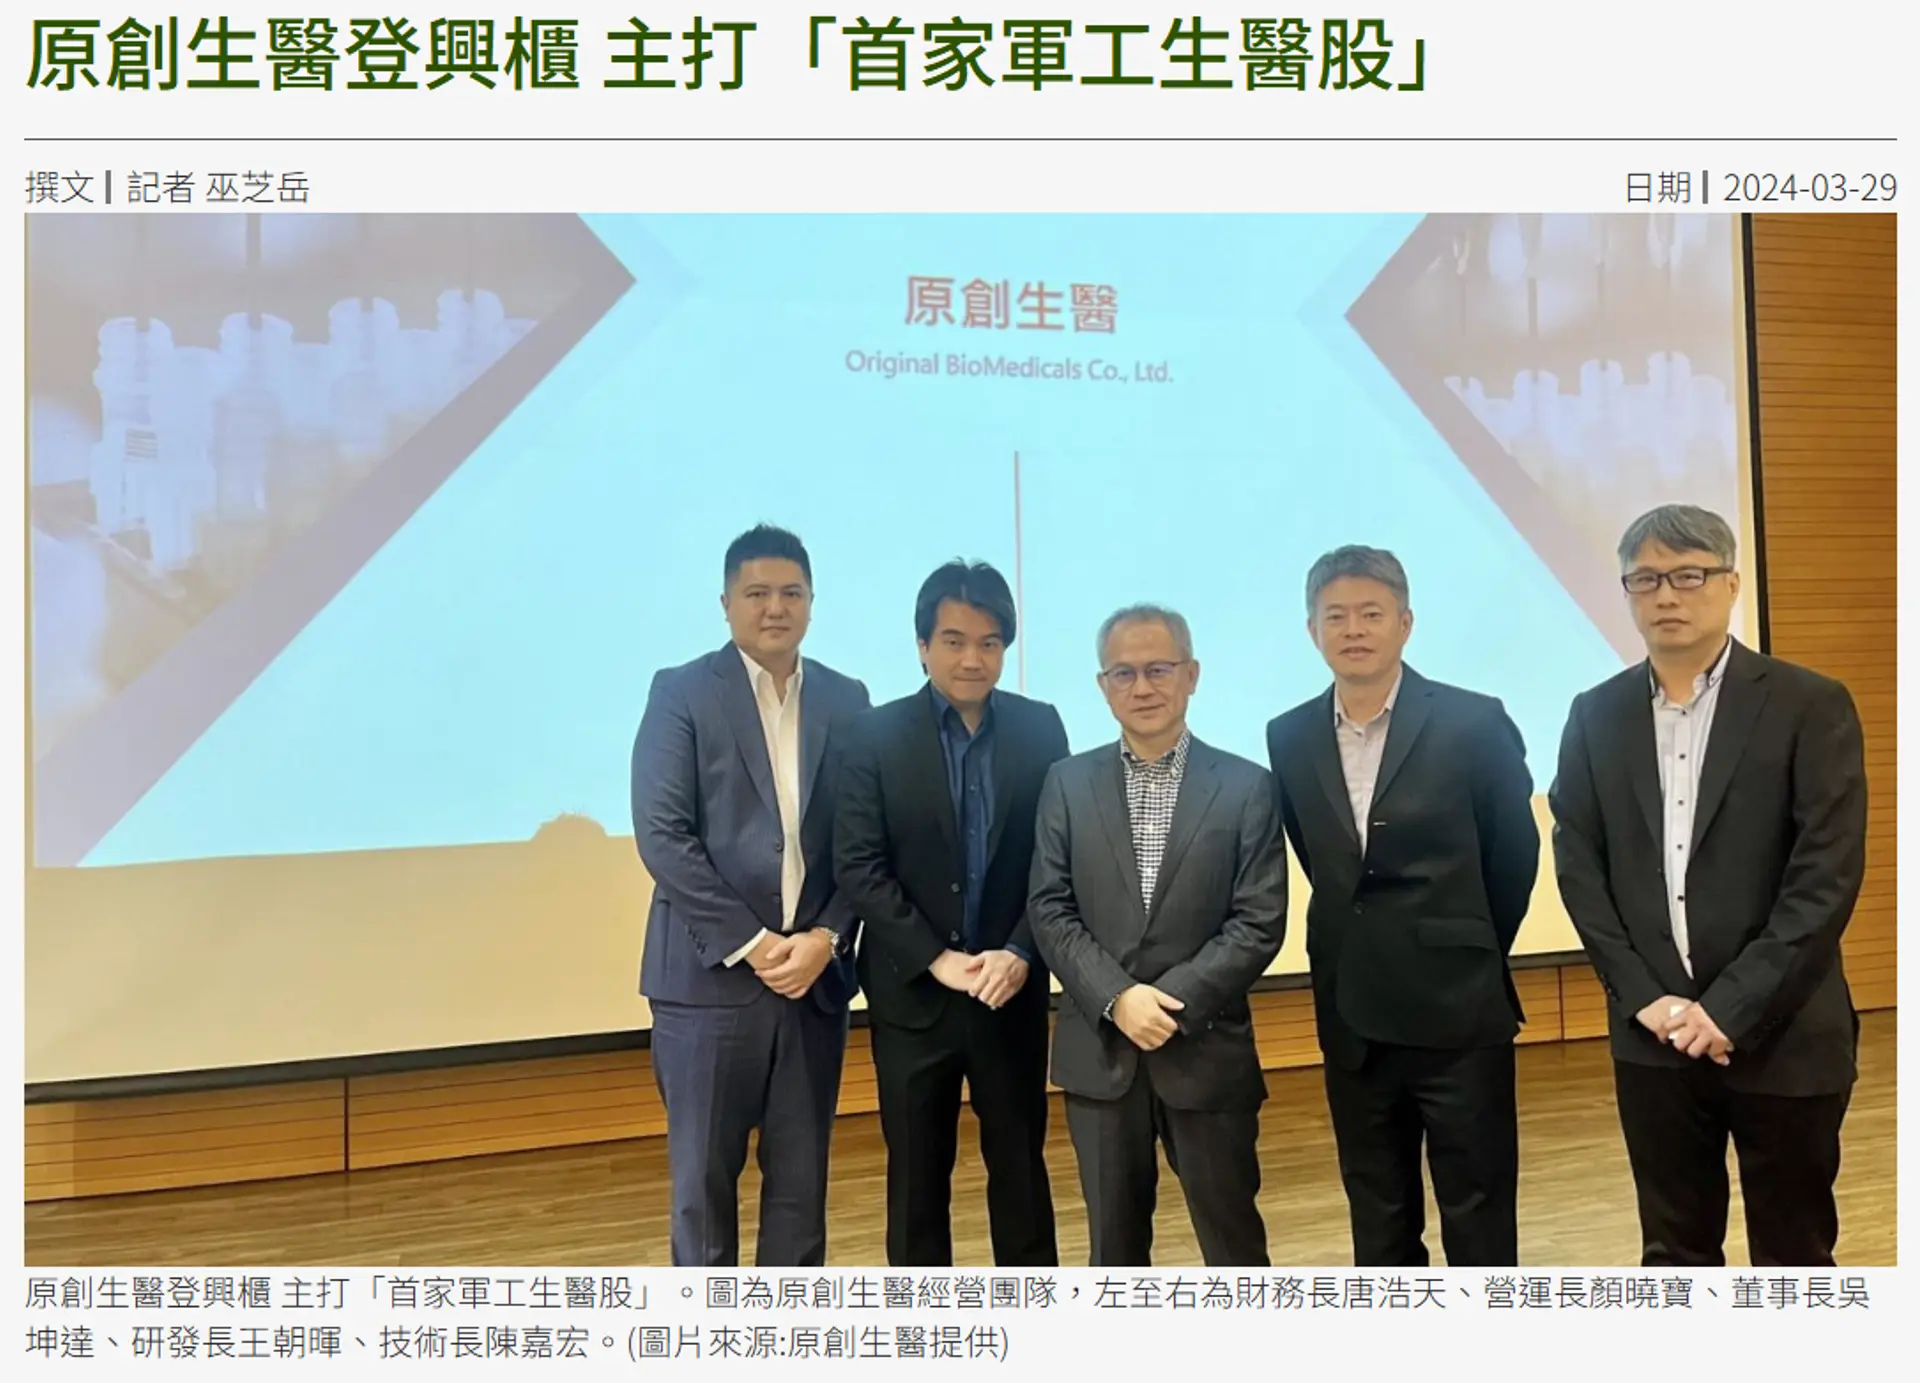 原創生醫登興櫃 主打「首家軍工生醫股」
撰文┃記者 巫芝岳
日期┃2024-03-29
原創生醫
Original BioMedicals Co., Ltd.
原創生醫登興櫃 主打「首家軍工生醫股」。圖為原創生醫經營團隊，左至右為財務長唐浩天、營運長顏曉寶、董事長吳
坤達、研發長王朝暉、技術長陳嘉宏。(圖片來源:原創生醫提供)